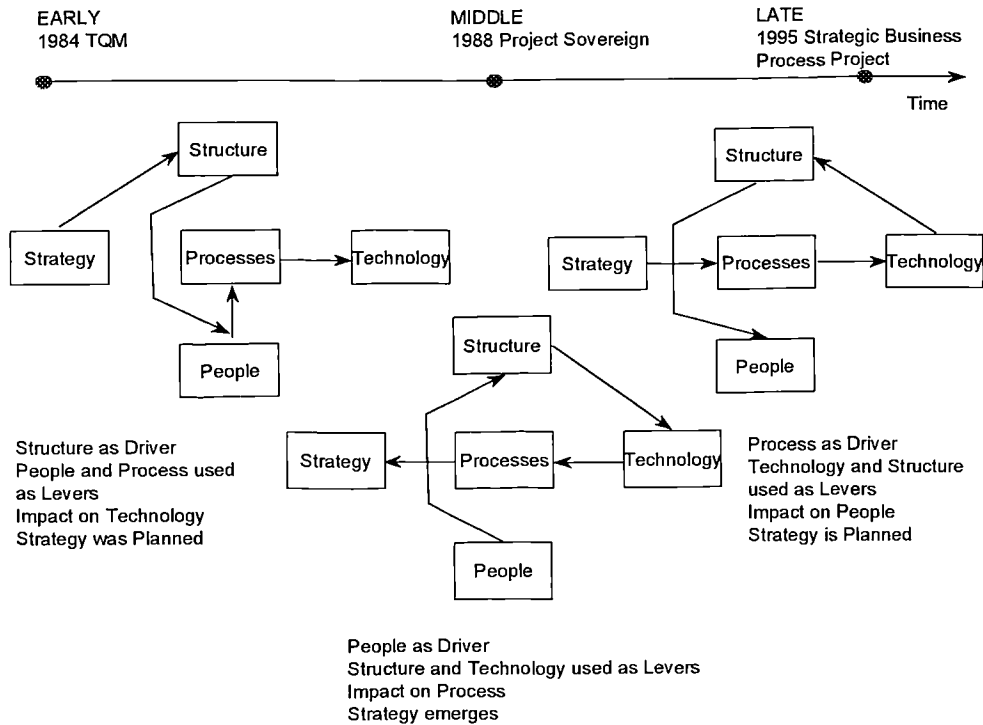 EARLY
1984 TQM
MIDDLE
1988 Project Sovereign
LATE
1995 Strategic Business
Process Project
Time
Structure
Strategy
Processes
Technology
People
Structure as Driver
People and Process used
as Levers
Impact on Technology
Strategy was Planned
Structure
Strategy
Processes
Technology
People
People as Driver
Structure and Technology used as Levers
Impact on Process
Strategy emerges
Structure
Strategy
Processes
Technology
People
Process as Driver
Technology and Structure
used as Levers
Impact on People
Strategy is Planned